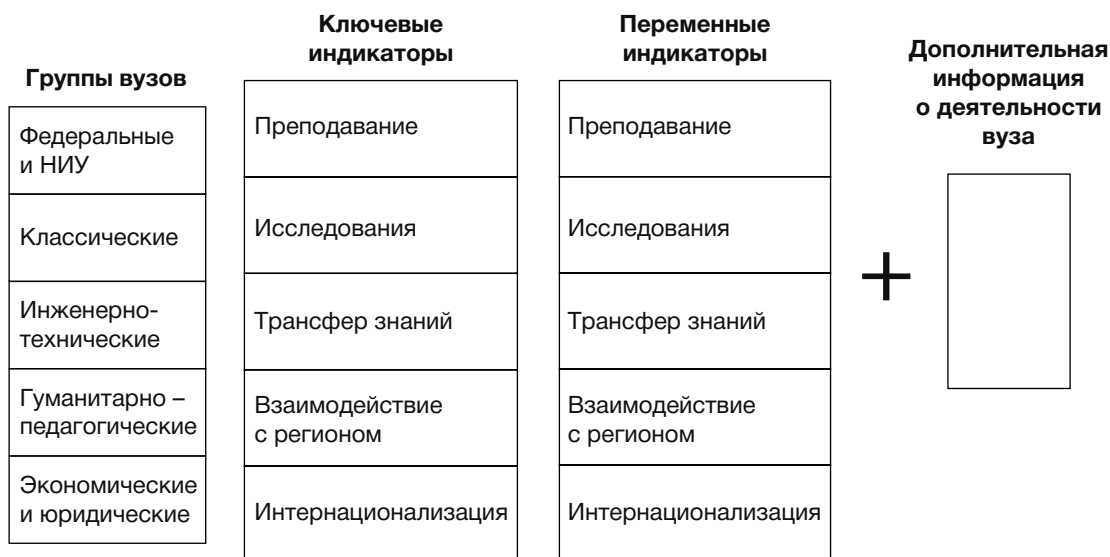 Группы вузов
Федеральные
и НИУ
Классические
Инженерно-
технические
Гуманитарно –
педагогические
Экономические
и юридические
Ключевые
индикаторы
Преподавание
Исследования
Трансфер знаний
Взаимодействие
с регионом
Интернационализация
Переменные
индикаторы
Преподавание
Исследования
Трансфер знаний
Взаимодействие
с регионом
Интернационализация
+
Дополнительная
информация
о деятельности
вуза